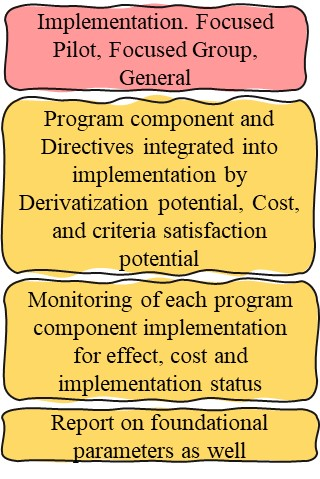 Implementation. Focused
Pilot, Focused Group,
General
Program component and
Directives integrated into
implementation by
Derivatization potential, Cost,
and criteria satisfaction
potential
Monitoring of each program
component implementation
for effect, cost and
implementation status
Report on foundational
parameters as well